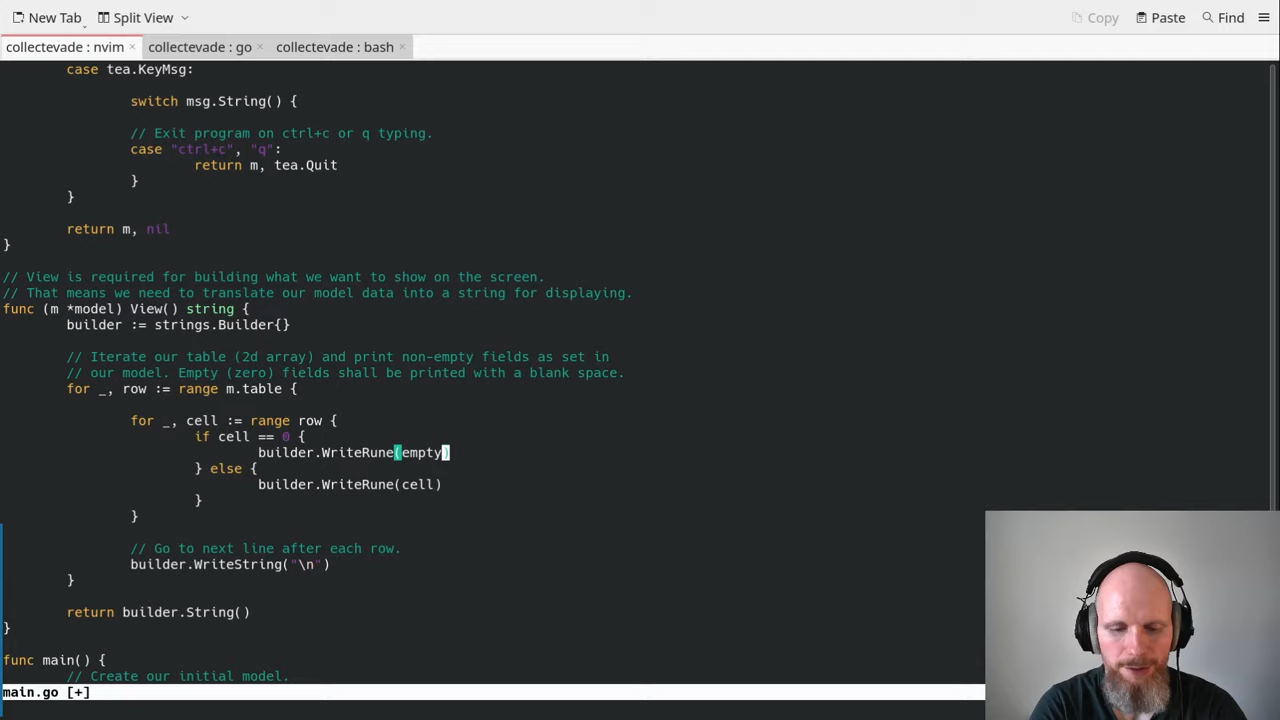 New Tab Split View Copy Paste Find
collectevade : nvim × collectevade : go × collectevade : bash ×
case tea.KeyMsg:
switch msg.String() {
// Exit program on ctrl+c or q typing.
case "ctrl+c", "q":
return m, tea.Quit
}
}
return m, nil
}
// View is required for building what we want to show on the screen.
// That means we need to translate our model data into a string for displaying.
func (m *model) View() string {
builder := strings.Builder{}
// Iterate our table (2d array) and print non-empty fields as set in
// our model. Empty (zero) fields shall be printed with a blank space.
for _, row := range m.table {
for _, cell := range row {
if cell == 0 {
builder.WriteRune(empty)
} else {
builder.WriteRune(cell)
}
}
// Go to next line after each row.
builder.WriteString("\n")
}
return builder.String()
}
func main() {
// Create our initial model.
main.go [+]